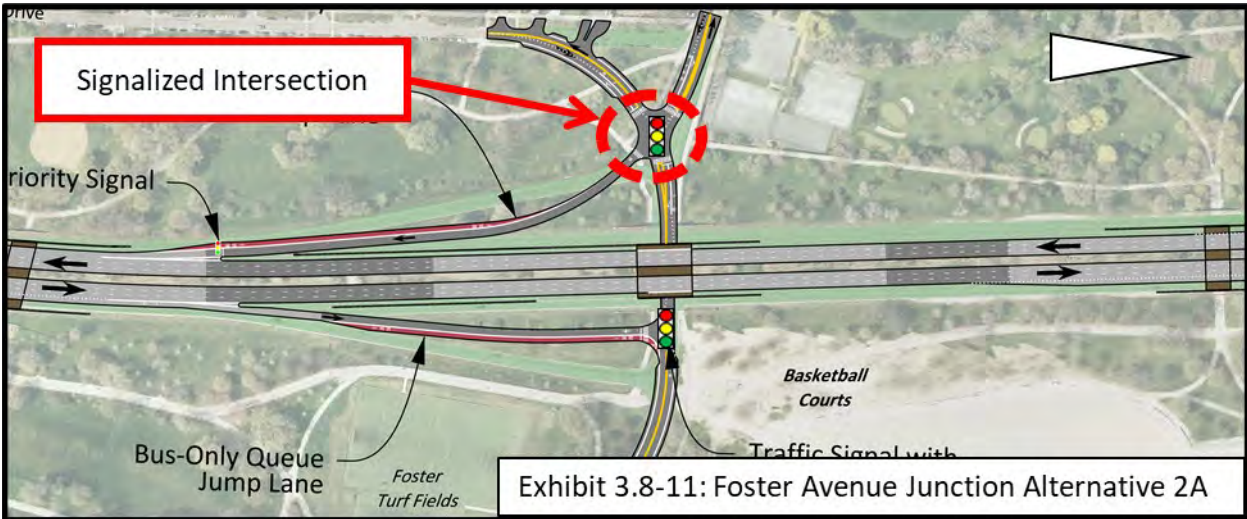 Drive
Signalized Intersection
riority Signal
Basketball
Courts
Bus-Only Queue
Jump Lane
Foster
Turf Fields
Traffic Signal with
Exhibit 3.8-11: Foster Avenue Junction Alternative 2A